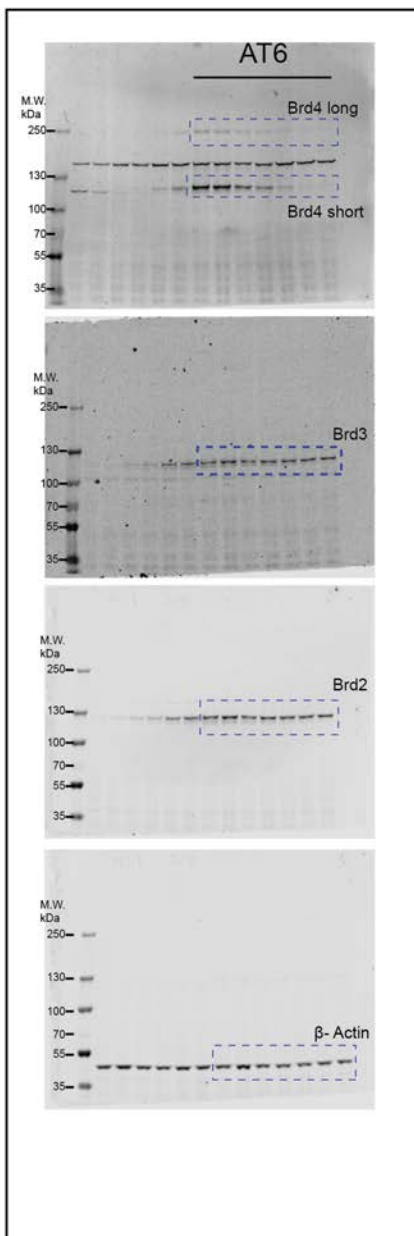 AT6
M.W.
kDa
Brd4 long
250
130
Brd4 short
100
70
55
35
M.W.
kDa
Brd3
250
130
100
70
55
35
M.W.
kDa
Brd2
250
130
100
70
55
35
M.W.
kDa
250
130
100
β- Actin
70
55
35